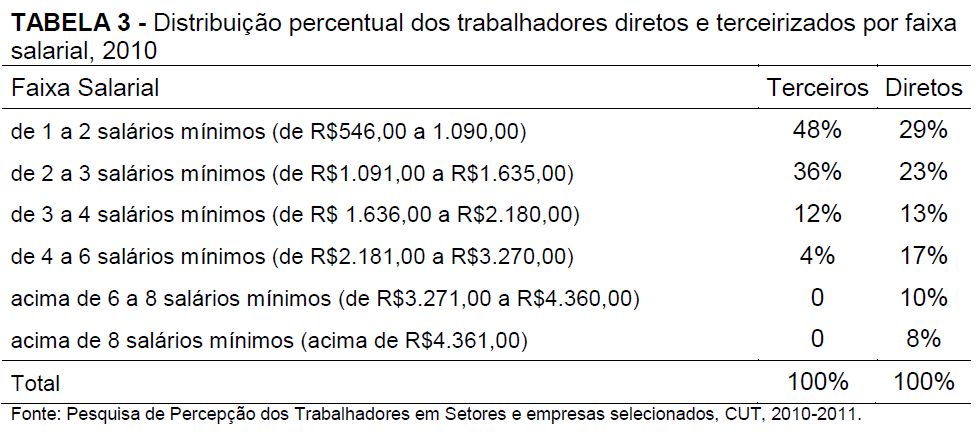 TABELA 3 - Distribuição percentual dos trabalhadores diretos e terceirizados por faixa
salarial, 2010
Faixa Salarial Terceiros Diretos
de 1 a 2 salários mínimos (de R$546,00 a 1.090,00) 48% 29%
de 2 a 3 salários mínimos (de R$1.091,00 a R$1.635,00) 36% 23%
de 3 a 4 salários mínimos (de R$ 1.636,00 a R$2.180,00) 12% 13%
de 4 a 6 salários mínimos (de R$2.181,00 a R$3.270,00) 4% 17%
acima de 6 a 8 salários mínimos (de R$3.271,00 a R$4.360,00) 0 10%
acima de 8 salários mínimos (acima de R$4.361,00) 0 8%
Total 100% 100%
Fonte: Pesquisa de Percepção dos Trabalhadores em Setores e empresas selecionados, CUT, 2010-2011.